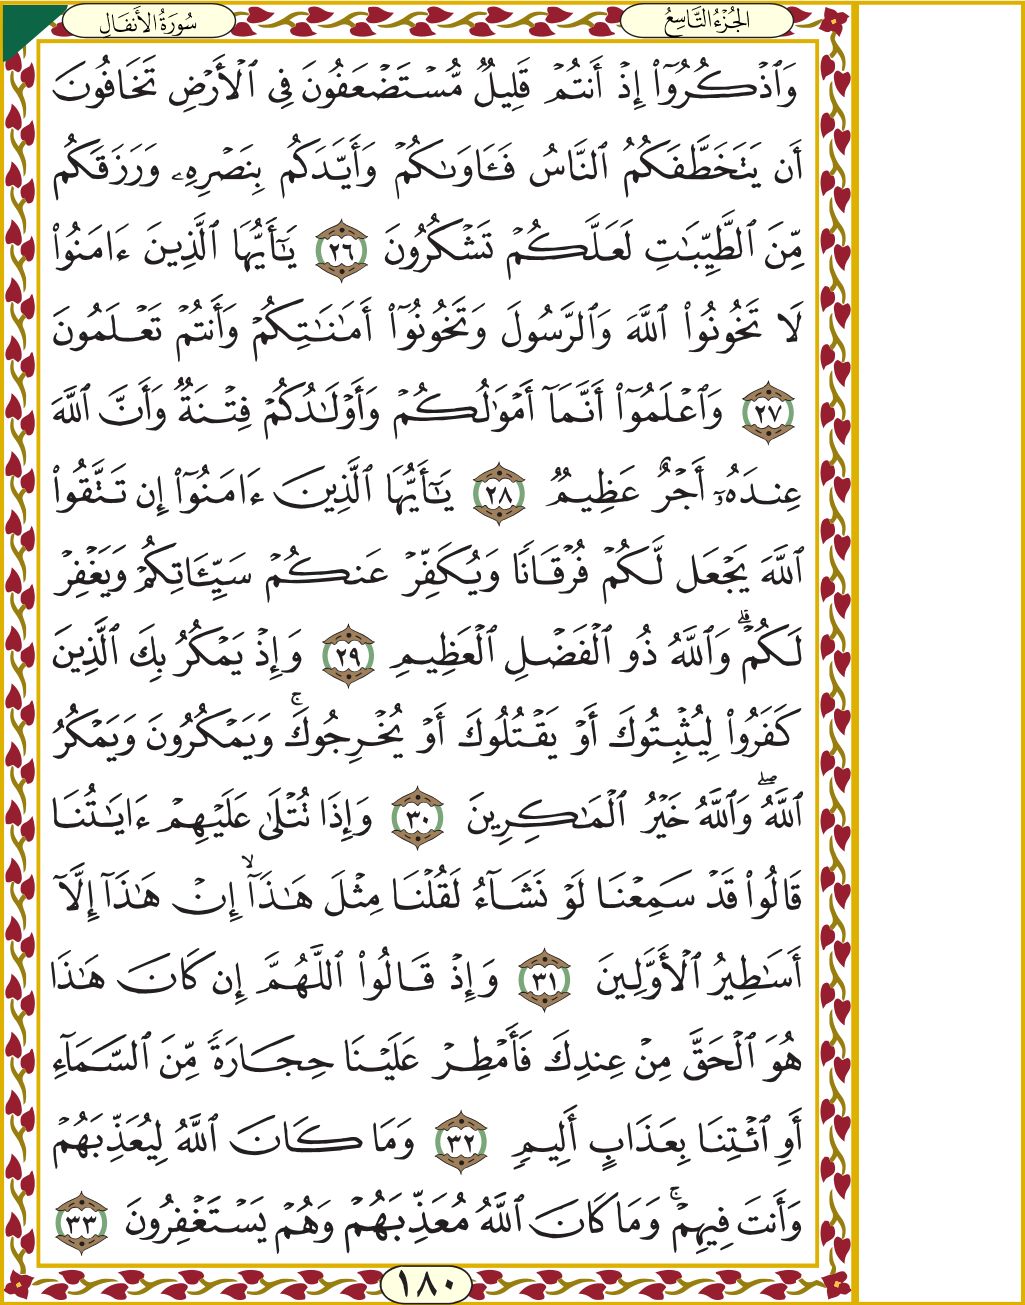 الجُزْءُ التَّاسِعُ
سُورَةُ الأَنفَالِ
وَٱذْكُرُوٓا۟ إِذْ أَنتُمْ قَلِيلٌ مُّسْتَضْعَفُونَ فِى ٱلْأَرْضِ تَخَافُونَ
أَن يَتَخَطَّفَكُمُ ٱلنَّاسُ فَـَٔاوَىٰكُمْ وَأَيَّدَكُم بِنَصْرِهِۦ وَرَزَقَكُم
مِّنَ ٱلطَّيِّبَـٰتِ لَعَلَّكُمْ تَشْكُرُونَ ٢٦ يَـٰٓأَيُّهَا ٱلَّذِينَ ءَامَنُوا۟
لَا تَخُونُوا۟ ٱللَّهَ وَٱلرَّسُولَ وَتَخُونُوٓا۟ أَمَـٰنَـٰتِكُمْ وَأَنتُمْ تَعْلَمُونَ
٢٧ وَٱعْلَمُوٓا۟ أَنَّمَآ أَمْوَٰلُكُمْ وَأَوْلَـٰدُكُمْ فِتْنَةٌ وَأَنَّ ٱللَّهَ
عِندَهُۥٓ أَجْرٌ عَظِيمٌ ٢٨ يَـٰٓأَيُّهَا ٱلَّذِينَ ءَامَنُوٓا۟ إِن تَتَّقُوا۟
ٱللَّهَ يَجْعَل لَّكُمْ فُرْقَانًا وَيُكَفِّرْ عَنكُمْ سَيِّـَٔاتِكُمْ وَيَغْفِرْ
لَكُمْ ۗ وَٱللَّهُ ذُو ٱلْفَضْلِ ٱلْعَظِيمِ ٢٩ وَإِذْ يَمْكُرُ بِكَ ٱلَّذِينَ
كَفَرُوا۟ لِيُثْبِتُوكَ أَوْ يَقْتُلُوكَ أَوْ يُخْرِجُوكَ ۚ وَيَمْكُرُونَ وَيَمْكُرُ
ٱللَّهُ ۖ وَٱللَّهُ خَيْرُ ٱلْمَـٰكِرِينَ ٣٠ وَإِذَا تُتْلَىٰ عَلَيْهِمْ ءَايَـٰتُنَا
قَالُوا۟ قَدْ سَمِعْنَا لَوْ نَشَآءُ لَقُلْنَا مِثْلَ هَـٰذَآ ۙ إِنْ هَـٰذَآ إِلَّآ
أَسَـٰطِيرُ ٱلْأَوَّلِينَ ٣١ وَإِذْ قَالُوا۟ ٱللَّهُمَّ إِن كَانَ هَـٰذَا
هُوَ ٱلْحَقَّ مِنْ عِندِكَ فَأَمْطِرْ عَلَيْنَا حِجَارَةً مِّنَ ٱلسَّمَآءِ
أَوِ ٱئْتِنَا بِعَذَابٍ أَلِيمٍ ٣٢ وَمَا كَانَ ٱللَّهُ لِيُعَذِّبَهُمْ
وَأَنتَ فِيهِمْ ۚ وَمَا كَانَ ٱللَّهُ مُعَذِّبَهُمْ وَهُمْ يَسْتَغْفِرُونَ ٣٣
١٨٠